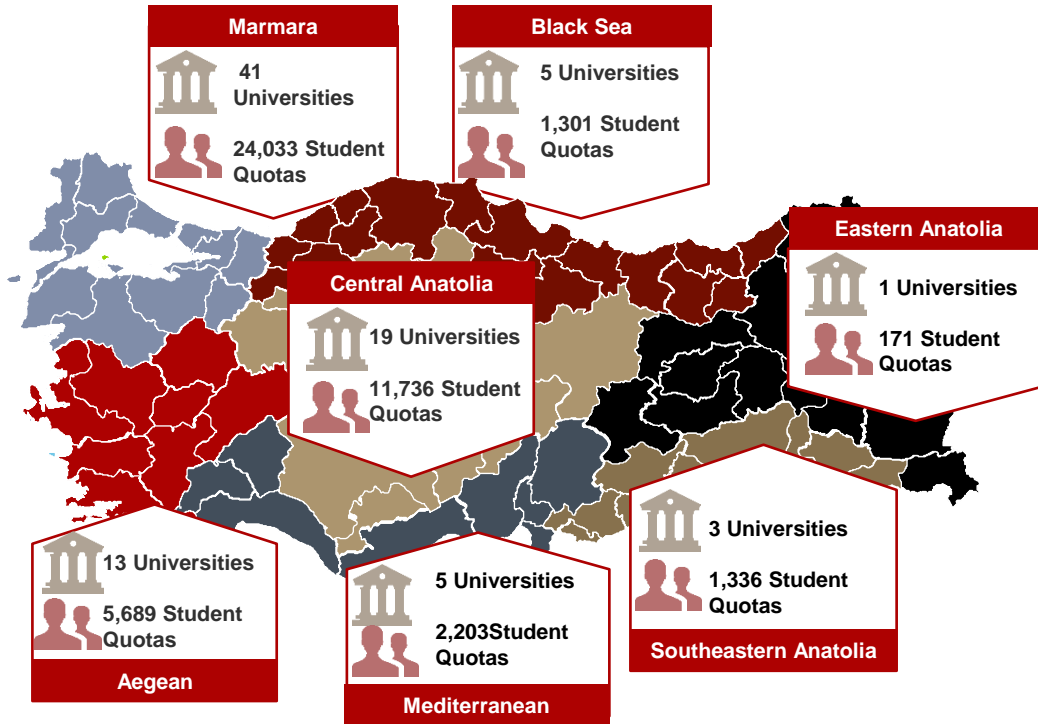 Marmara
41
Universities
24,033 Student
Quotas
Black Sea
5 Universities
1,301 Student
Quotas
Eastern Anatolia
1 Universities
171 Student
Quotas
Central Anatolia
19 Universities
11,736 Student
Quotas
13 Universities
5,689 Student
Quotas
Aegean
5 Universities
2,203Student
Quotas
Mediterranean
3 Universities
1,336 Student
Quotas
Southeastern Anatolia